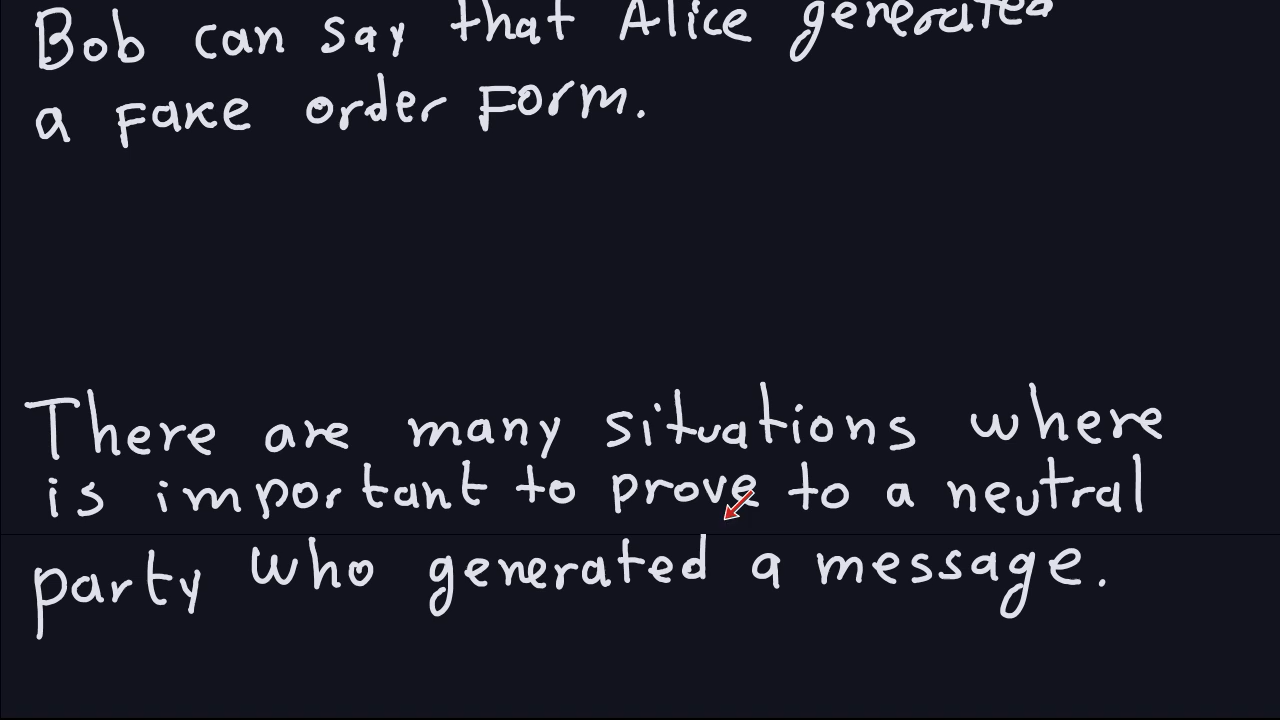 Bob can say that Alice generated
a Fake order Form.
There are many situations where
is important to prove to a neutral
party who generated a message.